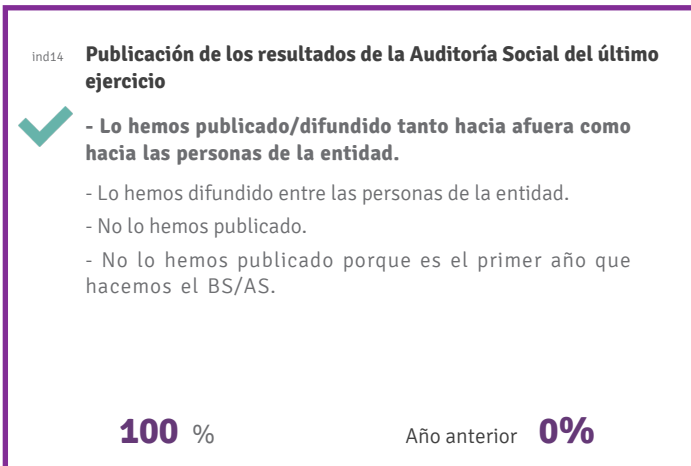 ind14 Publicación de los resultados de la Auditoría Social del último
ejercicio
- Lo hemos publicado/difundido tanto hacia afuera como
hacia las personas de la entidad.
- Lo hemos difundido entre las personas de la entidad.
- No lo hemos publicado.
- No lo hemos publicado porque es el primer año que
hacemos el BS/AS.
100 % Año anterior 0%